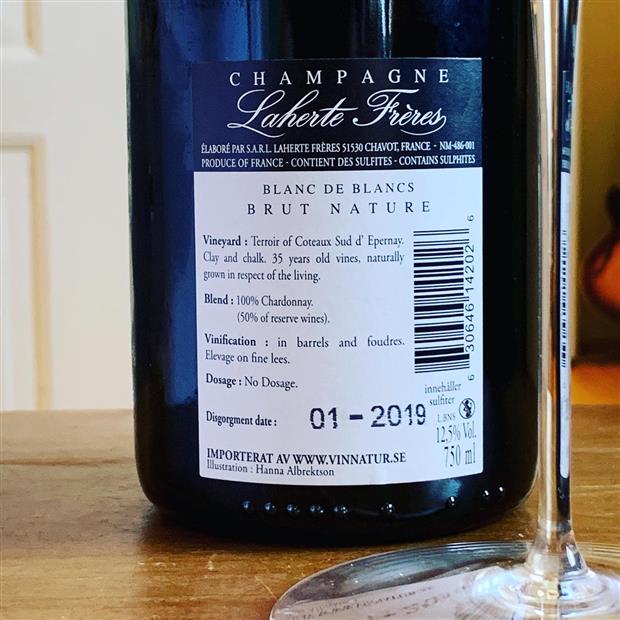 CHAMPAGNE
Laherte Frères
ÉLABORÉ PAR S.A.R.L. LAHERTE FRÈRES 51530 CHAVOT, FRANCE - NM-486-001
PRODUCE OF FRANCE - CONTIENT DES SULFITES - CONTAINS SULPHITES
BLANC DE BLANCS
BRUT NATURE
Vineyard : Terroir of Coteaux Sud d' Epernay.
Clay and chalk. 35 years old vines, naturally
grown in respect of the living.
Blend : 100% Chardonnay.
(50% of reserve wines).
Vinification : in barrels and foudres.
Elevage on fine lees.
Dosage : No Dosage.
Disgorgment date : 01 - 2019
IMPORTERAT AV WWW.VINNATUR.SE
Illustration : Hanna Albrektson
6 30646 14202 6
innehåller
sulfiter
L.BNS
12,5% Vol.
750 ml